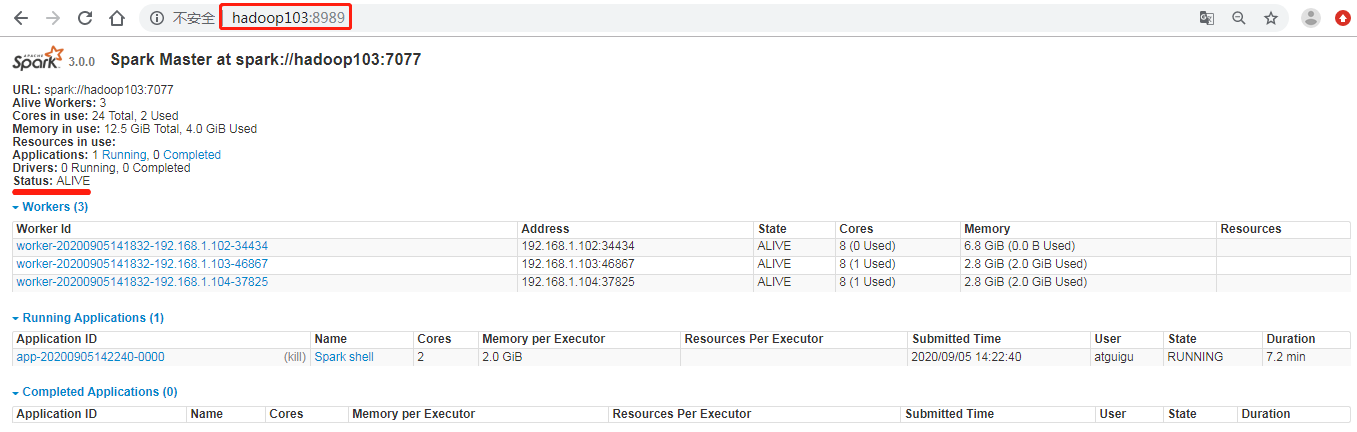 不安全 hadoop103:8989
APACHE Spark 3.0.0 Spark Master at spark://hadoop103:7077
URL: spark://hadoop103:7077
Alive Workers: 3
Cores in use: 24 Total, 2 Used
Memory in use: 12.5 GiB Total, 4.0 GiB Used
Resources in use:
Applications: 1 Running, 0 Completed
Drivers: 0 Running, 0 Completed
Status: ALIVE
Workers (3)
Worker Id Address State Cores Memory Resources
worker-20200905141832-192.168.1.102-34434 192.168.1.102:34434 ALIVE 8 (0 Used) 6.8 GiB (0.0 B Used)
worker-20200905141832-192.168.1.103-46867 192.168.1.103:46867 ALIVE 8 (1 Used) 2.8 GiB (2.0 GiB Used)
worker-20200905141832-192.168.1.104-37825 192.168.1.104:37825 ALIVE 8 (1 Used) 2.8 GiB (2.0 GiB Used)
Running Applications (1)
Application ID Name Cores Memory per Executor Resources Per Executor Submitted Time User State Duration
app-20200905142240-0000 (kill) Spark shell 2 2.0 GiB 2020/09/05 14:22:40 atguigu RUNNING 7.2 min
Completed Applications (0)
Application ID Name Cores Memory per Executor Resources Per Executor Submitted Time User State Duration